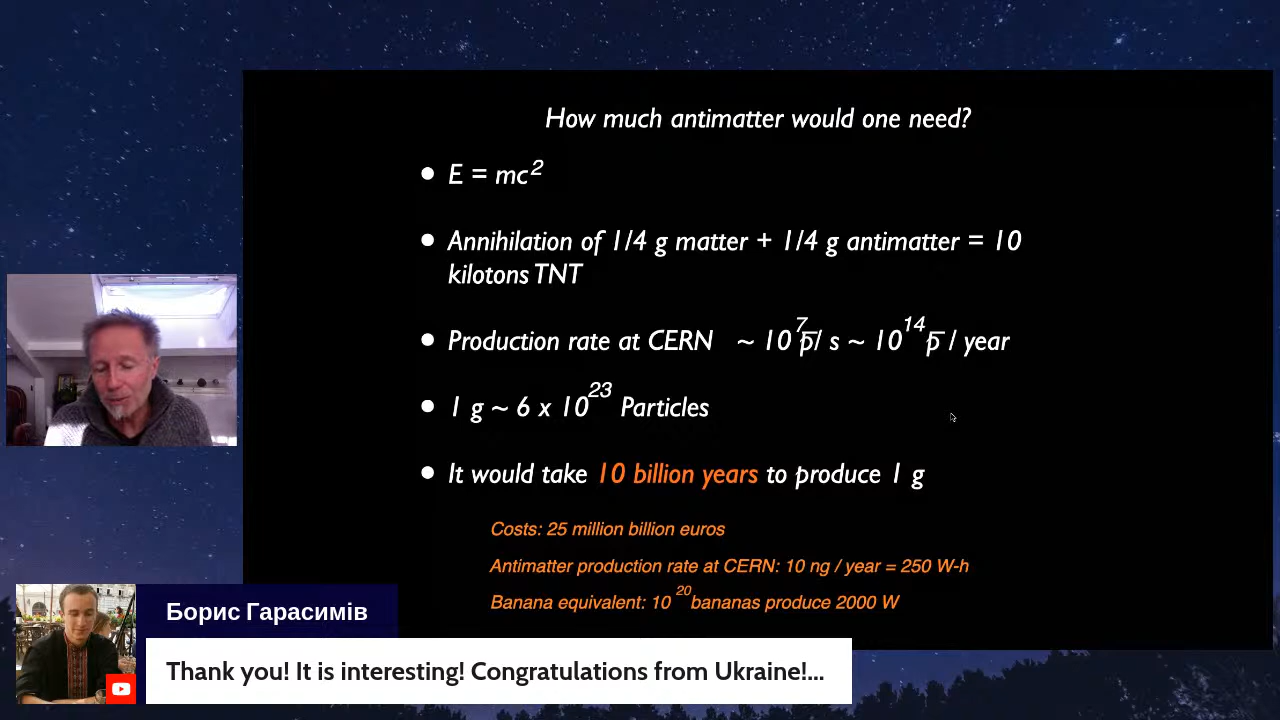 How much antimatter would one need?
• E = mc²
• Annihilation of 1/4 g matter + 1/4 g antimatter = 10
kilotons TNT
• Production rate at CERN ~ 10⁷ p̅/ s ~ 10¹⁴ p̅ / year
• 1 g ~ 6 x 10²³ Particles
• It would take 10 billion years to produce 1 g
Costs: 25 million billion euros
Antimatter production rate at CERN: 10 ng / year = 250 W-h
Banana equivalent: 10²⁰ bananas produce 2000 W
Борис Гарасимів
Thank you! It is interesting! Congratulations from Ukraine!...